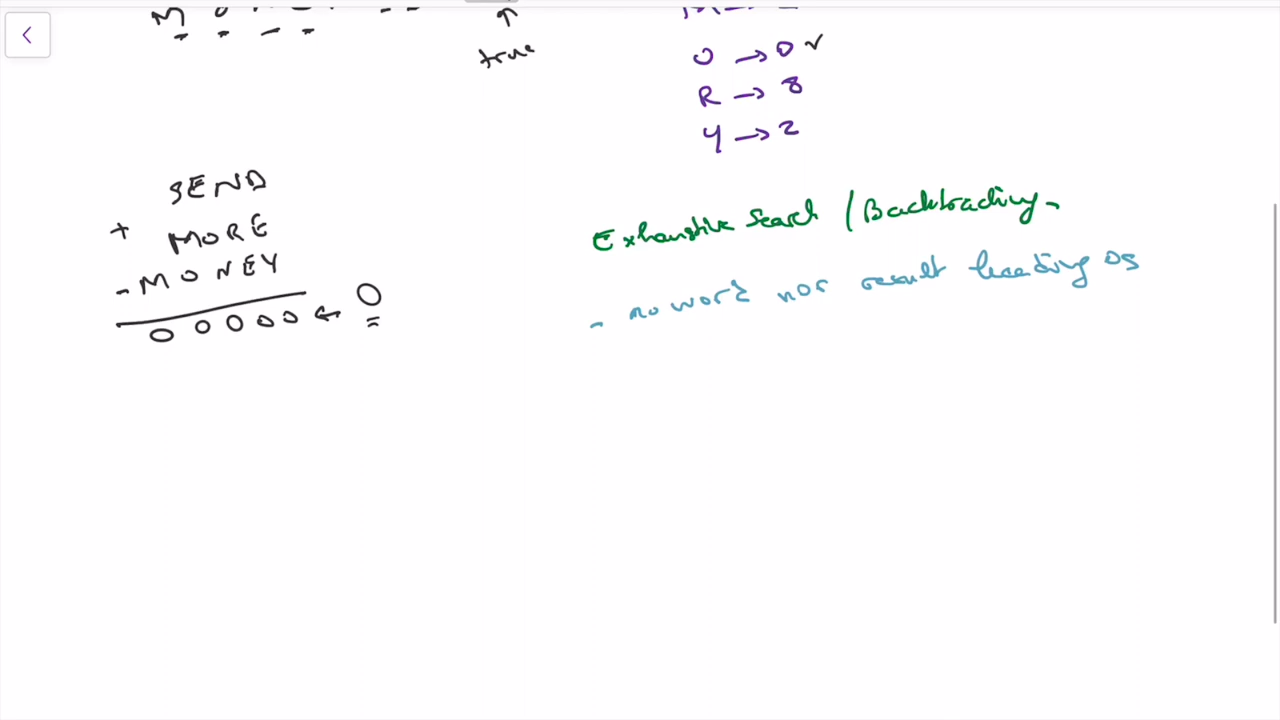 M O
true
O → 0 ✓
R → 8
Y → 2
SEND
+ MORE
- MONEY
0 0 0 0 0 ← 0
Exhaustive Search / Backtracking -
- no word nor result leading 0s